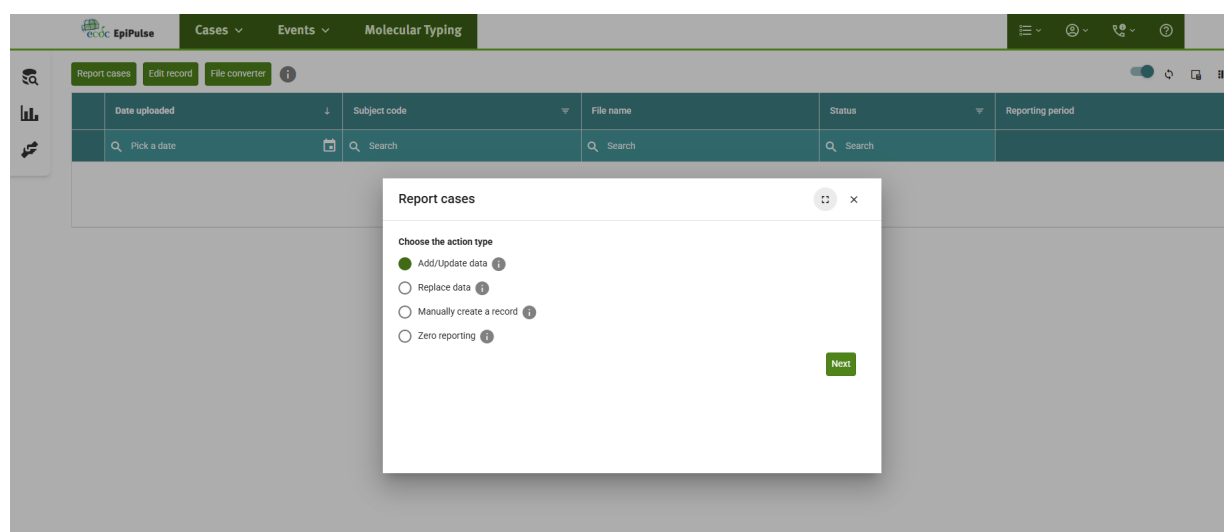 ecdc EpiPulse Cases Events Molecular Typing
Report cases Edit record File converter
Date uploaded Subject code File name Status Reporting period
Pick a date Search Search Search
Report cases
Choose the action type
Add/Update data
Replace data
Manually create a record
Zero reporting
Next